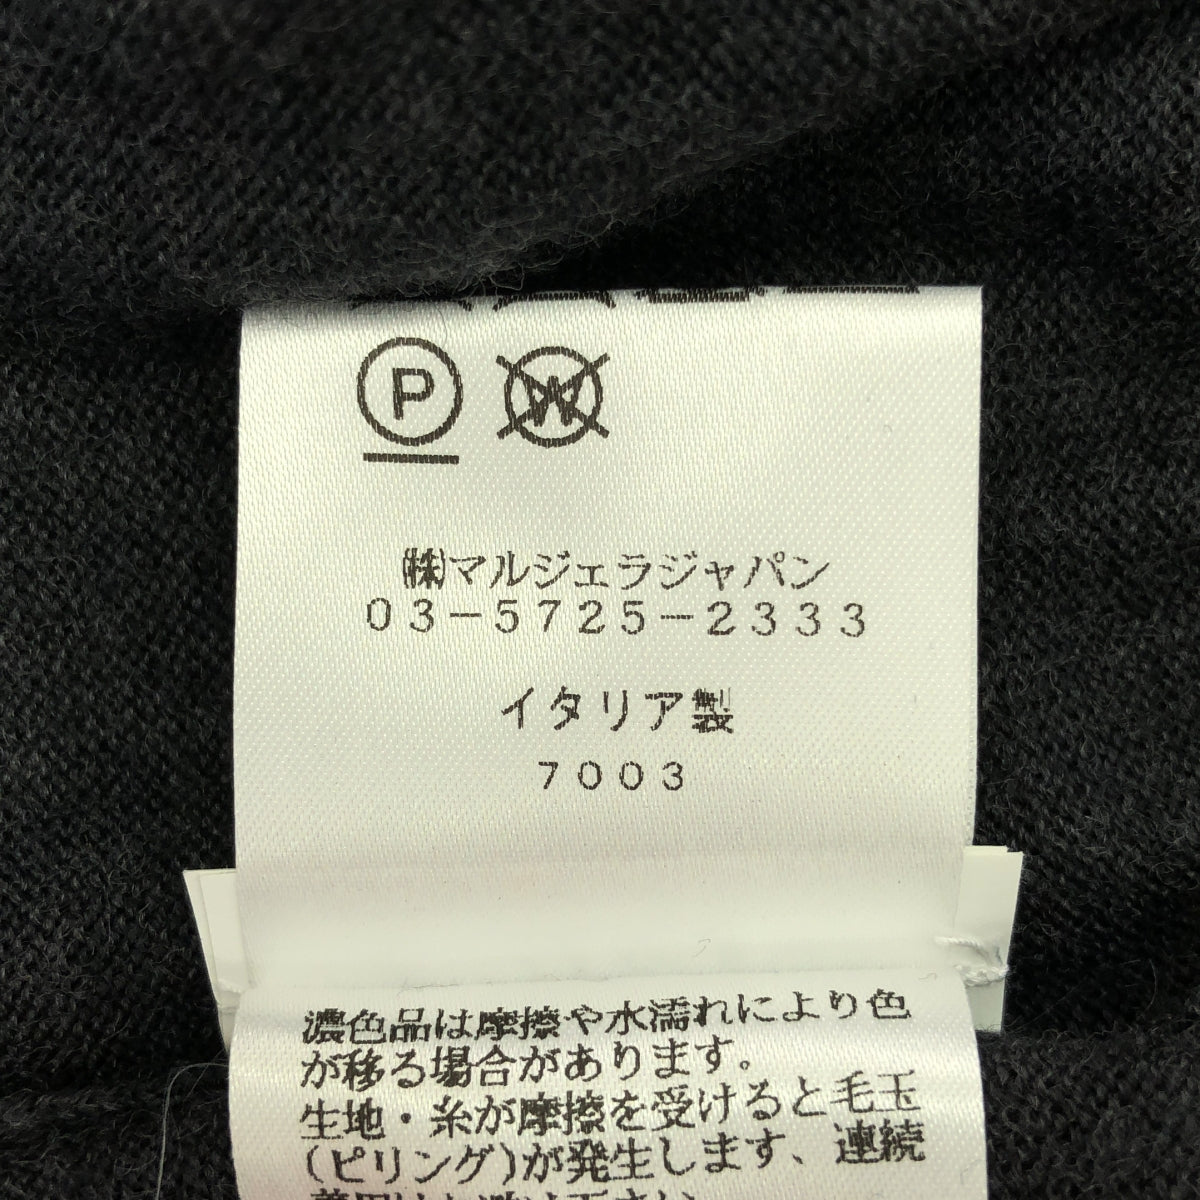 P W
㈱マルジェラジャパン
03-5725-2333
イタリア製
7003
濃色品は摩擦や水濡れにより色
が移る場合があります。
生地・糸が摩擦を受けると毛玉
(ピリング)が発生します、連続